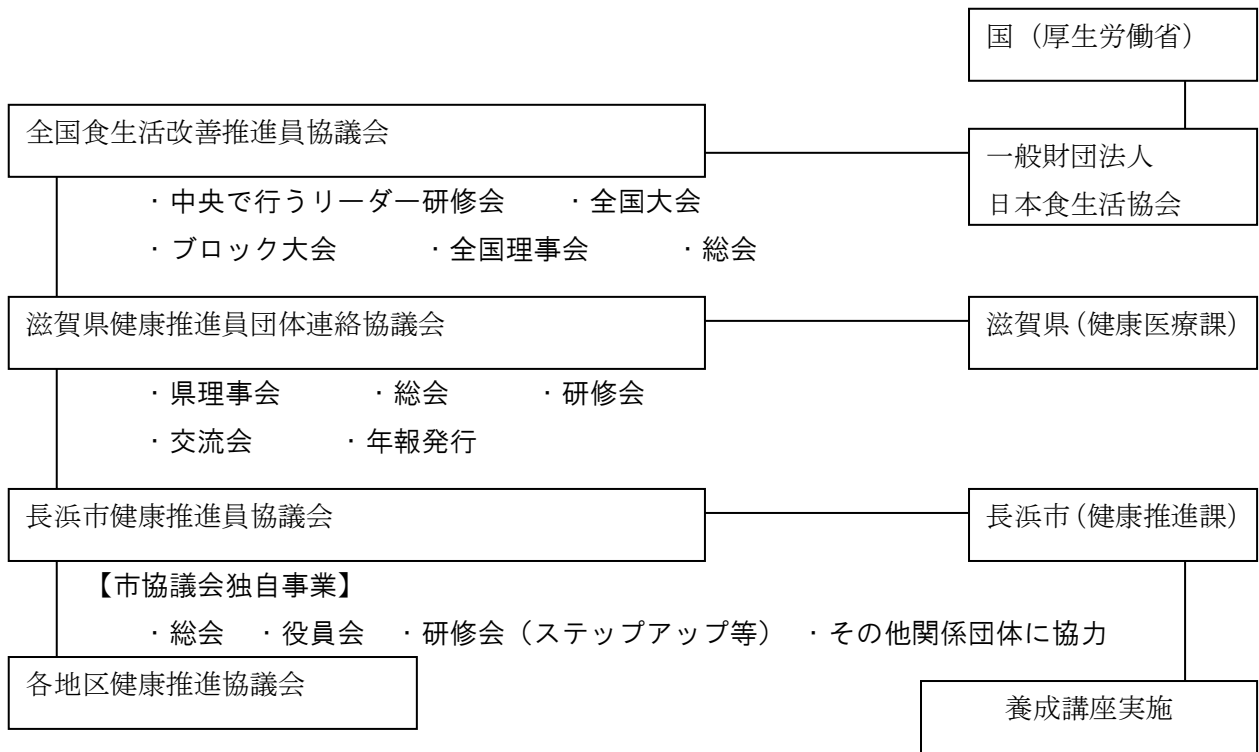 国（厚生労働省）
全国食生活改善推進員協議会
一般財団法人
日本食生活協会
・中央で行うリーダー研修会　・全国大会
・ブロック大会　・全国理事会　・総会
滋賀県健康推進員団体連絡協議会
滋賀県（健康医療課）
・県理事会　・総会　・研修会
・交流会　・年報発行
長浜市健康推進員協議会
長浜市（健康推進課）
【市協議会独自事業】
・総会　・役員会　・研修会（ステップアップ等）　・その他関係団体に協力
各地区健康推進協議会
養成講座実施